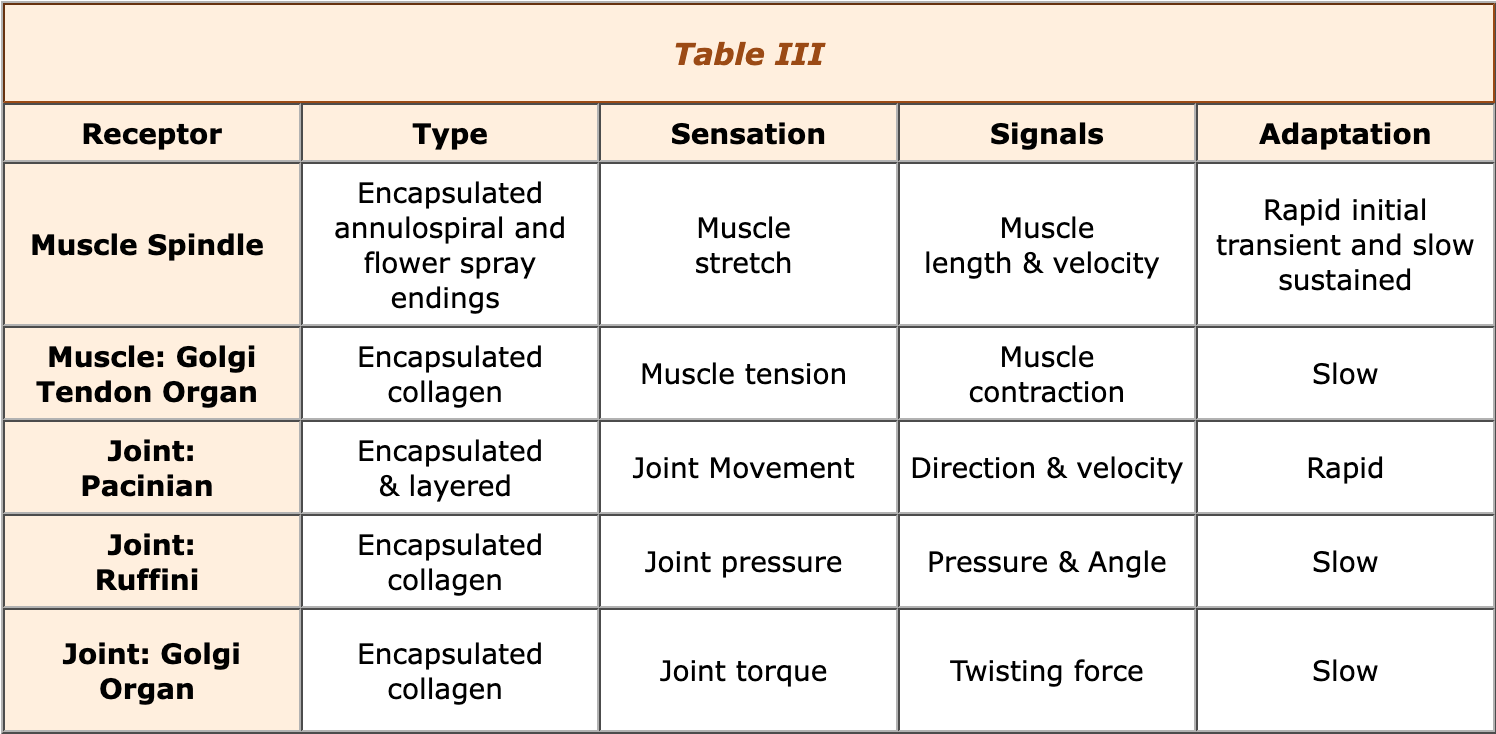 Table III
Receptor Type Sensation Signals Adaptation
Muscle Spindle
Encapsulated
annulospiral and
flower spray
endings
Muscle
stretch
Muscle
length & velocity
Rapid initial
transient and slow
sustained
Muscle: Golgi
Tendon Organ
Encapsulated
collagen
Muscle tension
Muscle
contraction
Slow
Joint:
Pacinian
Encapsulated
& layered
Joint Movement
Direction & velocity
Rapid
Joint:
Ruffini
Encapsulated
collagen
Joint pressure
Pressure & Angle
Slow
Joint: Golgi
Organ
Encapsulated
collagen
Joint torque
Twisting force
Slow